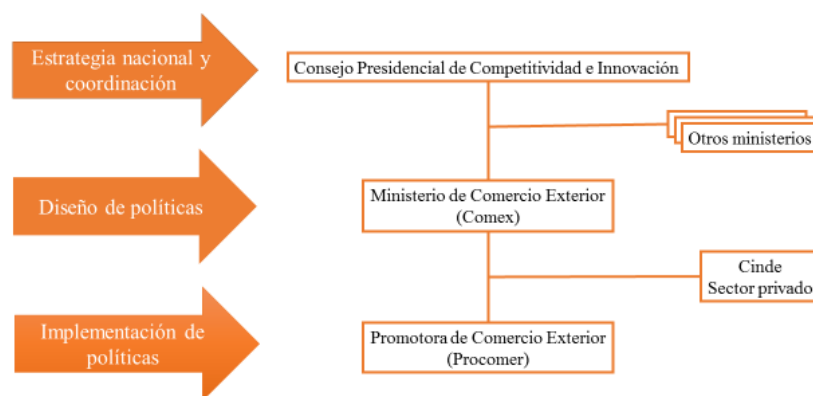 Estrategia nacional y
coordinación
Consejo Presidencial de Competitividad e Innovación
Otros ministerios
Diseño de políticas
Ministerio de Comercio Exterior
(Comex)
Cinde
Sector privado
Implementación de
políticas
Promotora de Comercio Exterior
(Procomer)